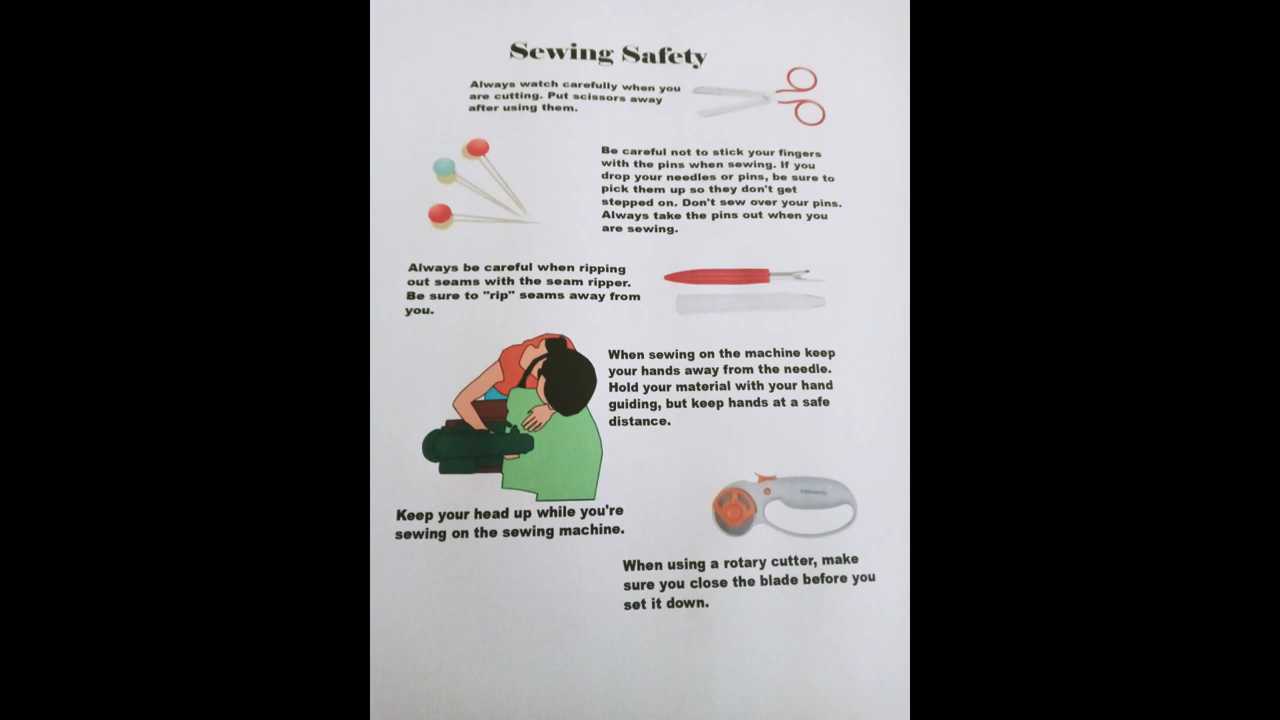 Sewing Safety
Always watch carefully when you
are cutting. Put scissors away
after using them.
Be careful not to stick your fingers
with the pins when sewing. If you
drop your needles or pins, be sure to
pick them up so they don't get
stepped on. Don't sew over your pins.
Always take the pins out when you
are sewing.
Always be careful when ripping
out seams with the seam ripper.
Be sure to "rip" seams away from
you.
When sewing on the machine keep
your hands away from the needle.
Hold your material with your hand
guiding, but keep hands at a safe
distance.
Keep your head up while you're
sewing on the sewing machine.
When using a rotary cutter, make
sure you close the blade before you
set it down.